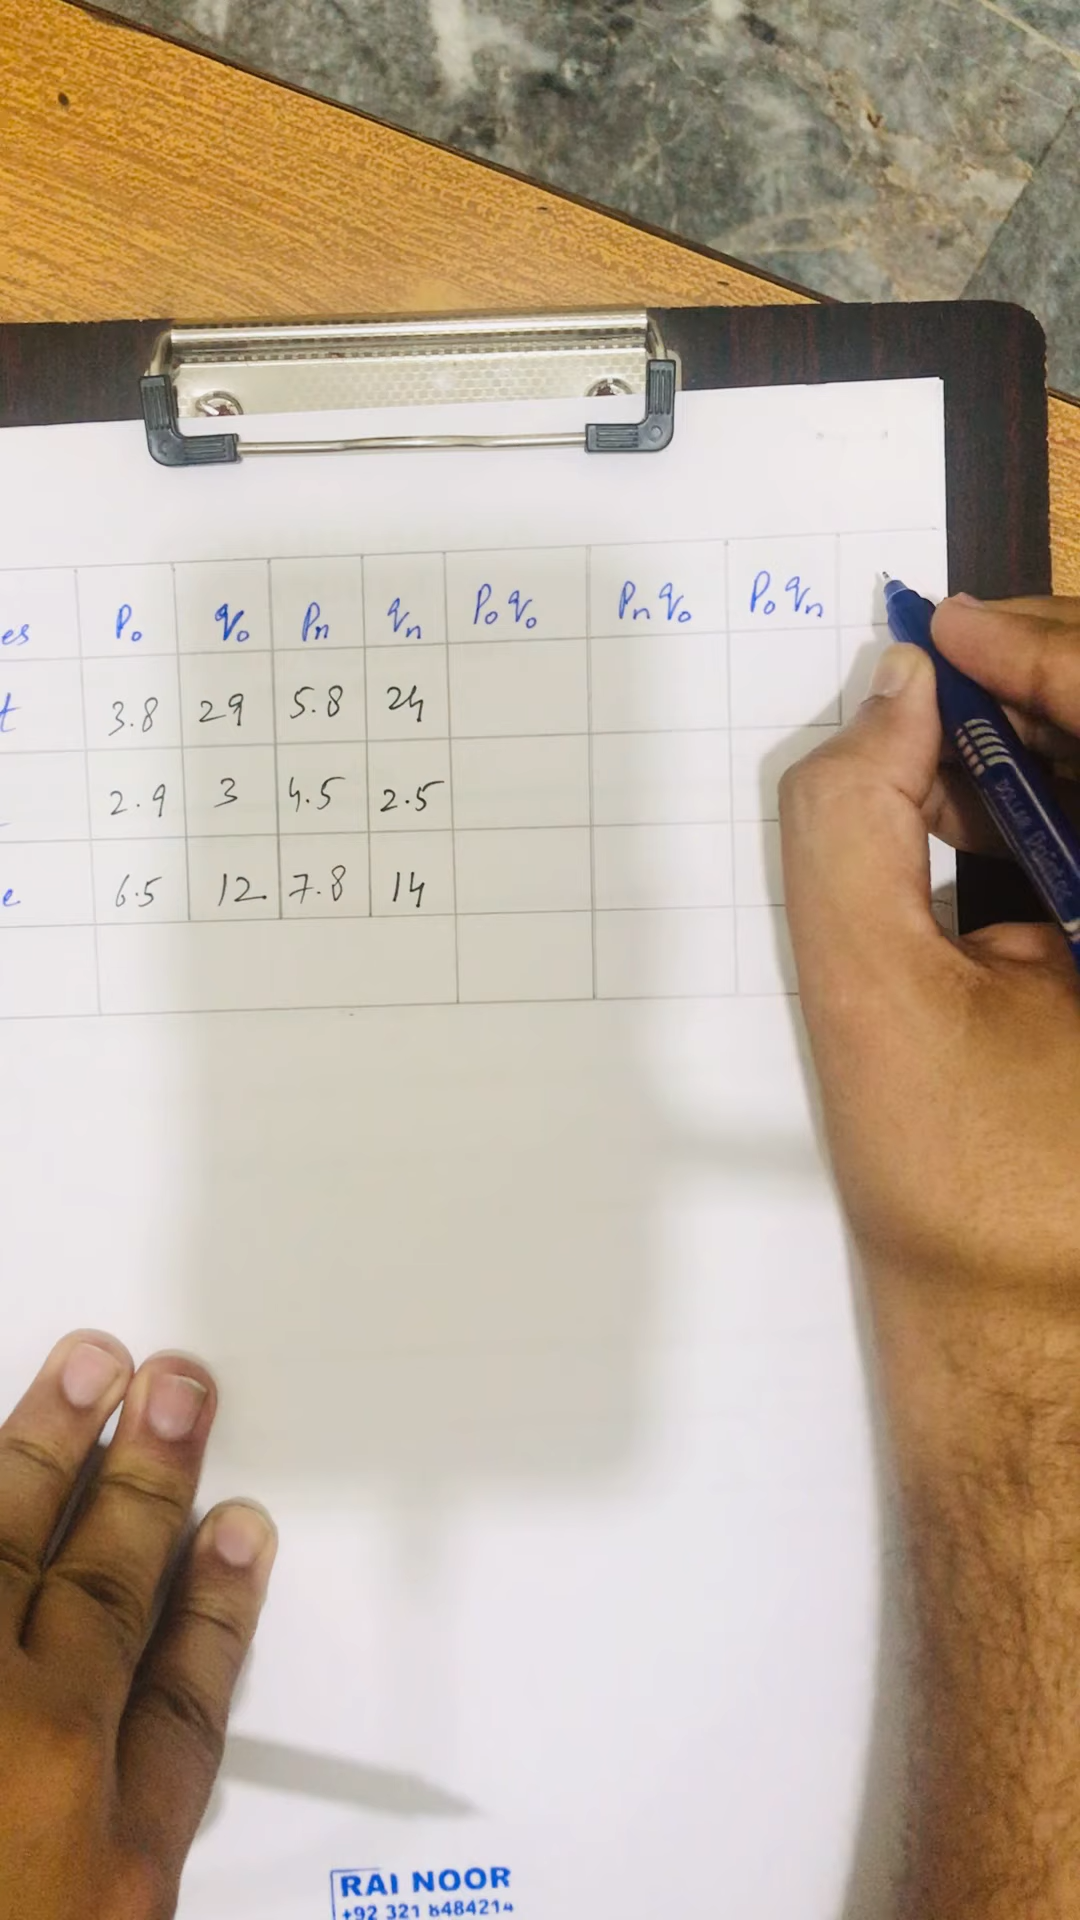 es P₀ q₀ Pn qn P₀q₀ Pnq₀ P₀qn
t 3.8 29 5.8 24
2.9 3 4.5 2.5
e 6.5 12 7.8 14
RAI NOOR
+92 321 8484214